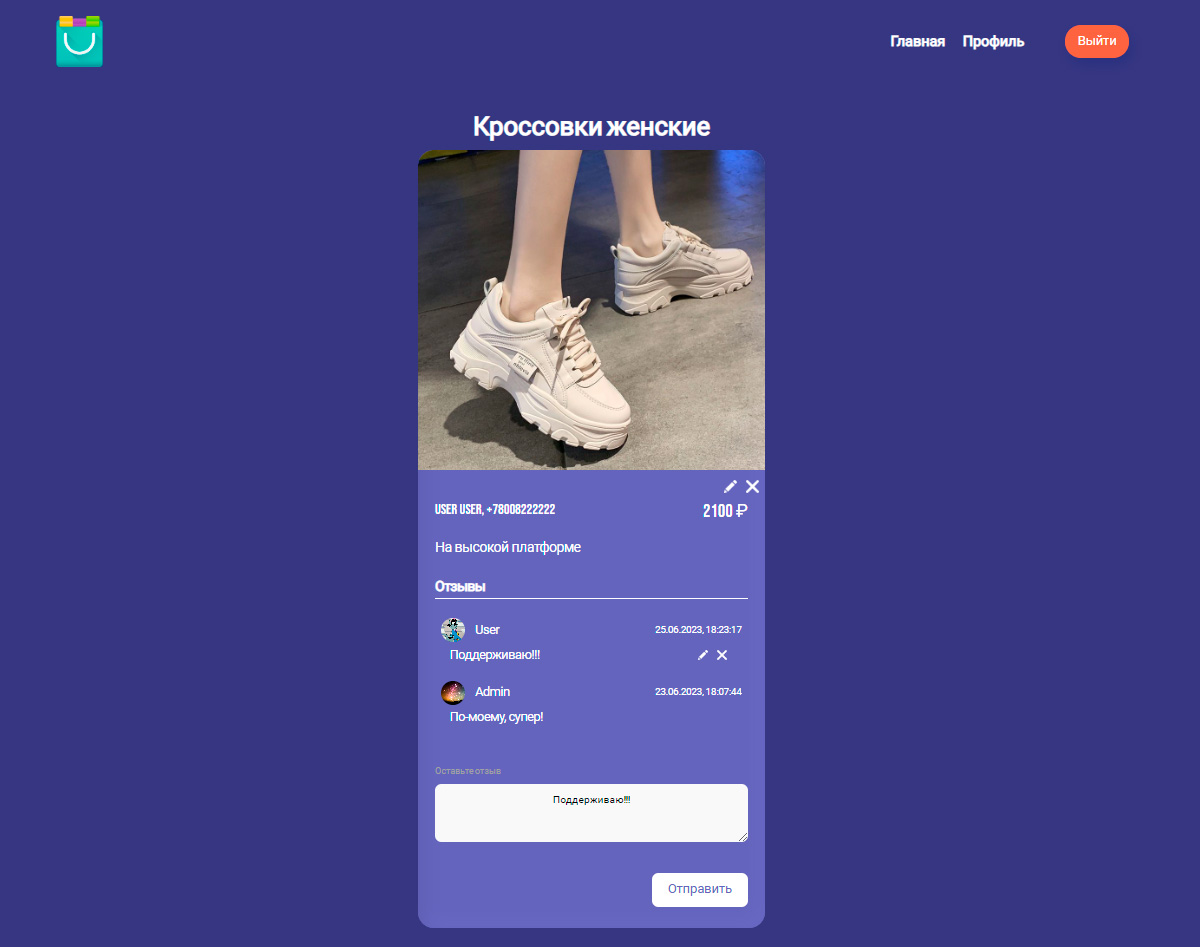 Главная Профиль Выйти
Кроссовки женские
USER USER, +78008222222 2100 ₽
На высокой платформе
Отзывы
User 25.06.2023, 18:23:17
Поддерживаю!!!
Admin 23.06.2023, 18:07:44
По-моему, супер!
Оставьте отзыв
Поддерживаю!!!
Отправить